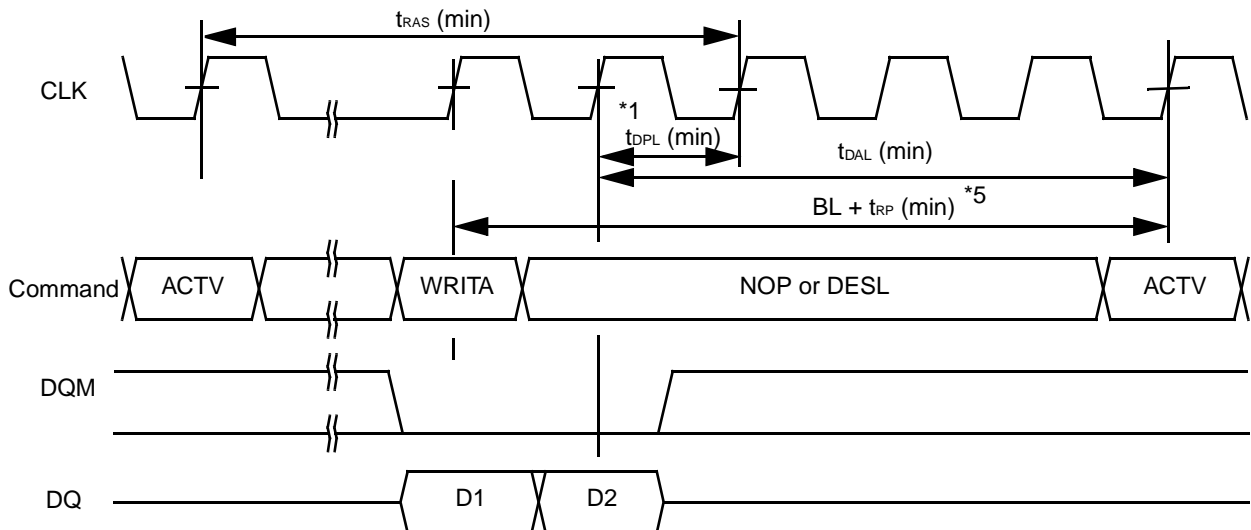 tRAS (min)
CLK
*1
tDPL (min)
tDAL (min)
BL + tRP (min) *5
Command ACTV WRITA NOP or DESL ACTV
DQM
DQ D1 D2